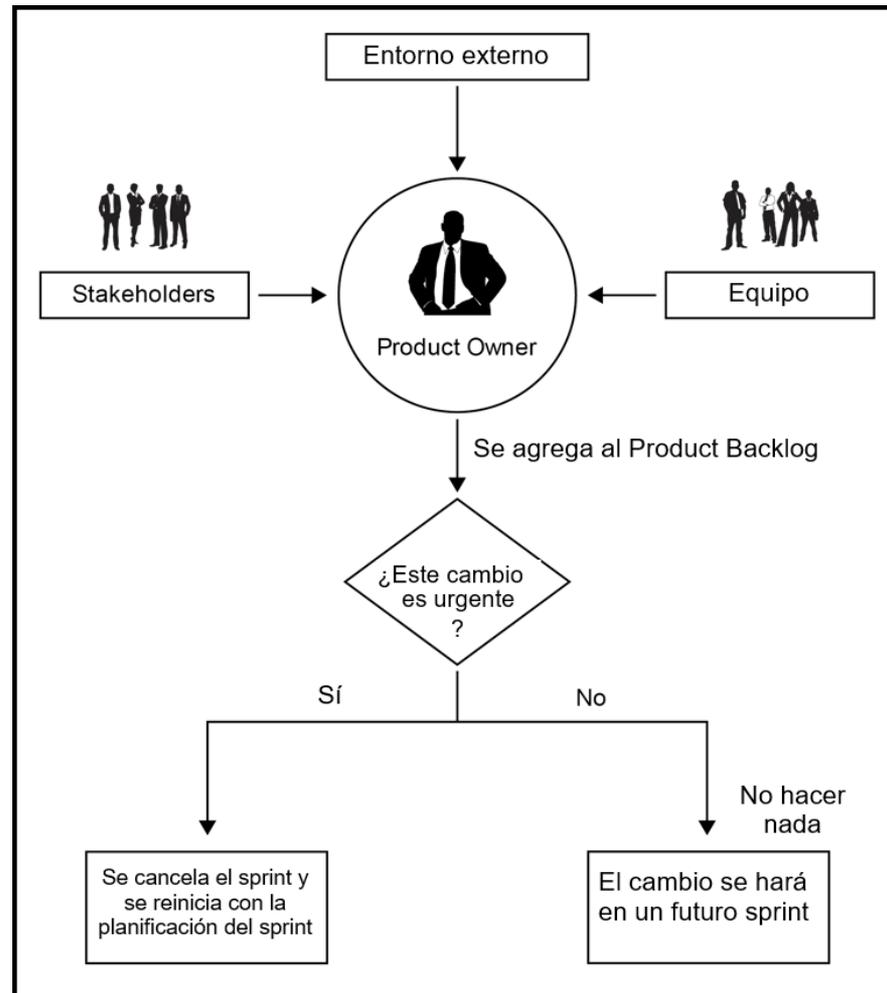 Entorno externo
Stakeholders
Product Owner
Equipo
Se agrega al Product Backlog
¿Este cambio
es urgente
?
Sí
No
No hacer
nada
Se cancela el sprint y
se reinicia con la
planificación del sprint
El cambio se hará
en un futuro sprint